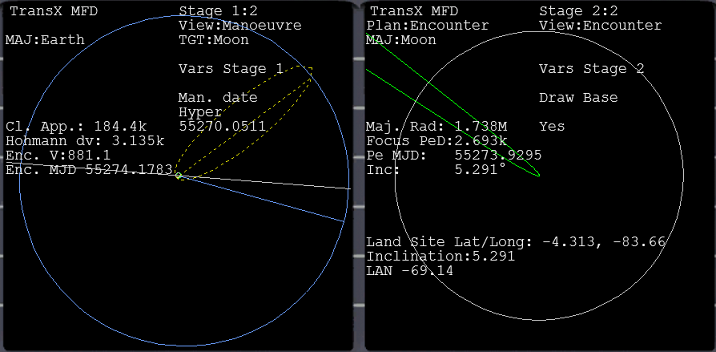 TransX MFD Stage 1:2
View:Manoeuvre
MAJ:Earth TGT:Moon
Vars Stage 1
Man. date
Hyper
Cl. App.: 184.4k 55270.0511
Hohmann dv: 3.135k
Enc. V:881.1
Enc. MJD 55274.1783
TransX MFD Stage 2:2
Plan:Encounter View:Encounter
MAJ:Moon
Vars Stage 2
Draw Base
Maj. Rad: 1.738M Yes
Focus PeD:2.693k
Pe MJD: 55273.9295
Inc: 5.291°
Land Site Lat/Long: -4.313, -83.66
Inclination:5.291
LAN -69.14